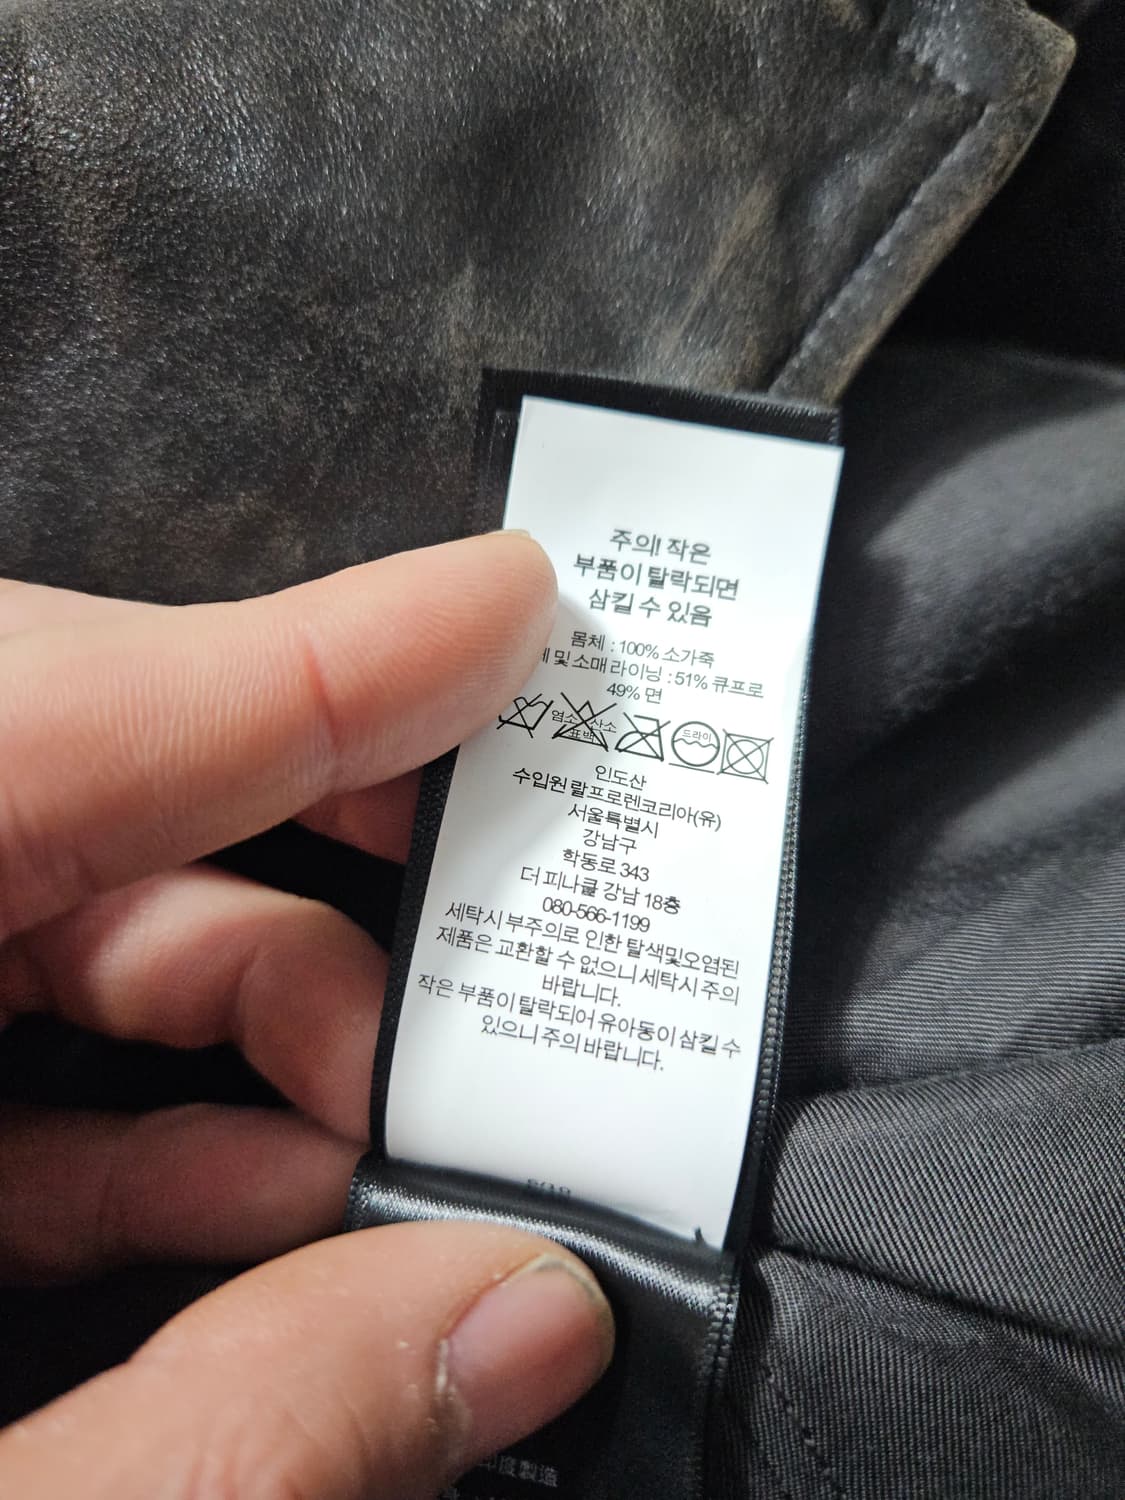 주의! 작은
부품이 탈락되면
삼킬 수 있음
몸체 : 100% 소가죽
및 소매 라이닝 : 51% 큐프로
49% 면
염소 산소
표백
드라이
인도산
수입원 랄프로렌코리아(유)
서울특별시
강남구
학동로 343
더 피나클 강남 18층
080-566-1199
세탁시 부주의로 인한 탈색및오염된
제품은 교환할 수 없으니 세탁시 주의
바랍니다.
작은 부품이 탈락되어 유아동이 삼킬 수
있으니 주의 바랍니다.
印度製造